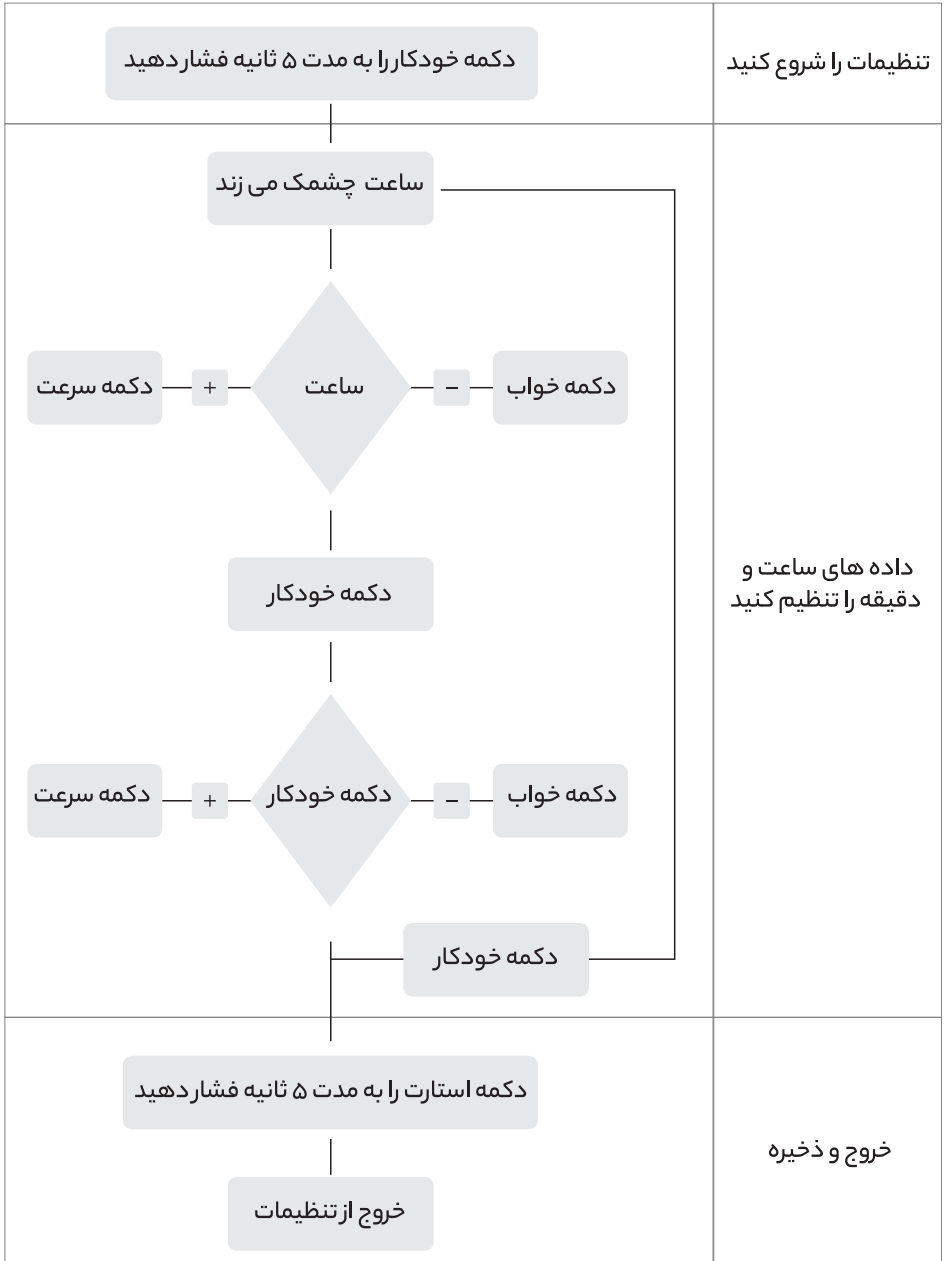 تنظیمات را شروع کنید
دکمه خودکار را به مدت ۵ ثانیه فشار دهید
داده های ساعت و
دقیقه را تنظیم کنید
ساعت چشمک می زند
دکمه خواب
−
ساعت
+
دکمه سرعت
دکمه خودکار
دکمه خواب
−
دکمه خودکار
+
دکمه سرعت
دکمه خودکار
خروج و ذخیره
دکمه استارت را به مدت ۵ ثانیه فشار دهید
خروج از تنظیمات